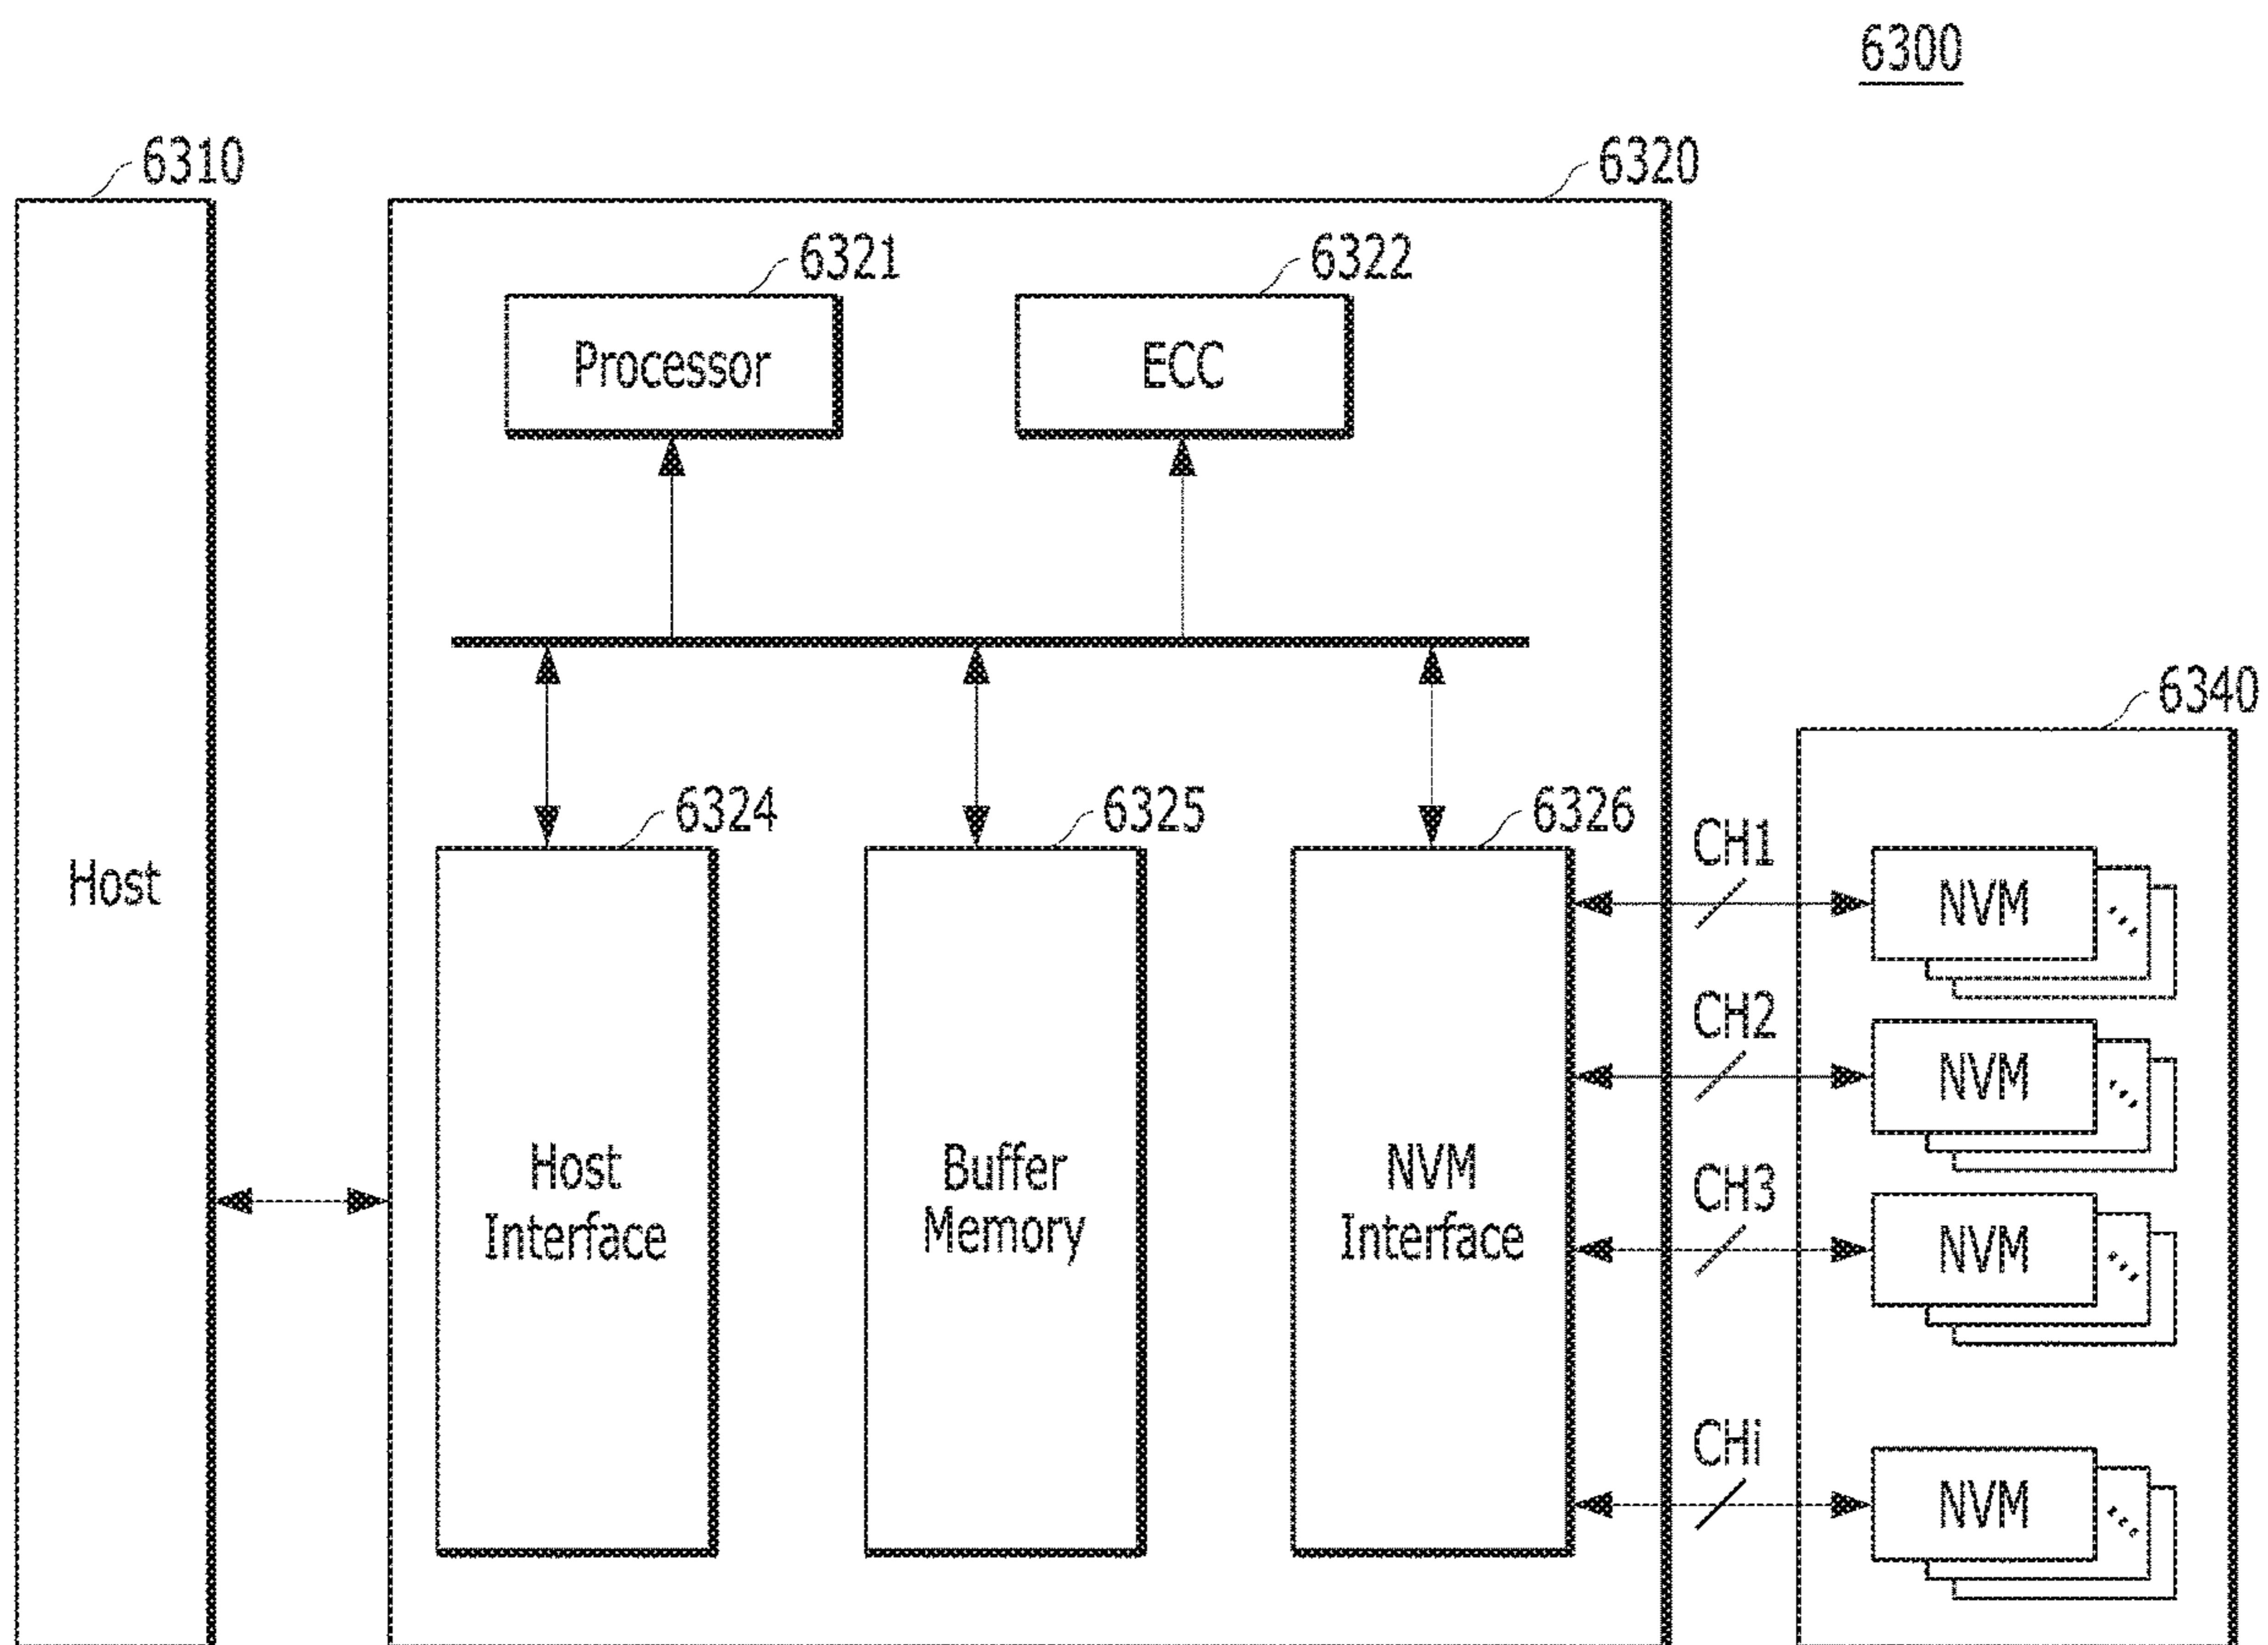 6300
6310
6320
6321
6322
Processor
ECC
6340
6324
6325
6326
CH1
Host
NVM
...
CH2
NVM
...
Host
Interface
Buffer
Memory
NVM
Interface
CH3
NVM
...
CHi
NVM
...